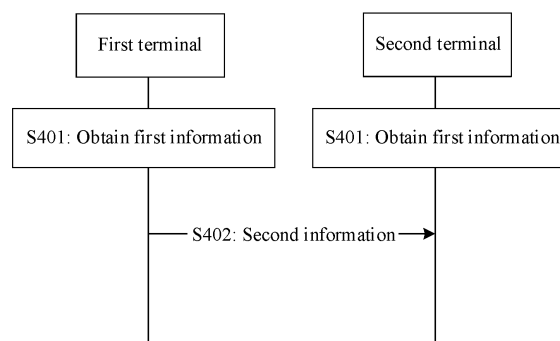 First terminal
Second terminal
S401: Obtain first information
S401: Obtain first information
S402: Second information